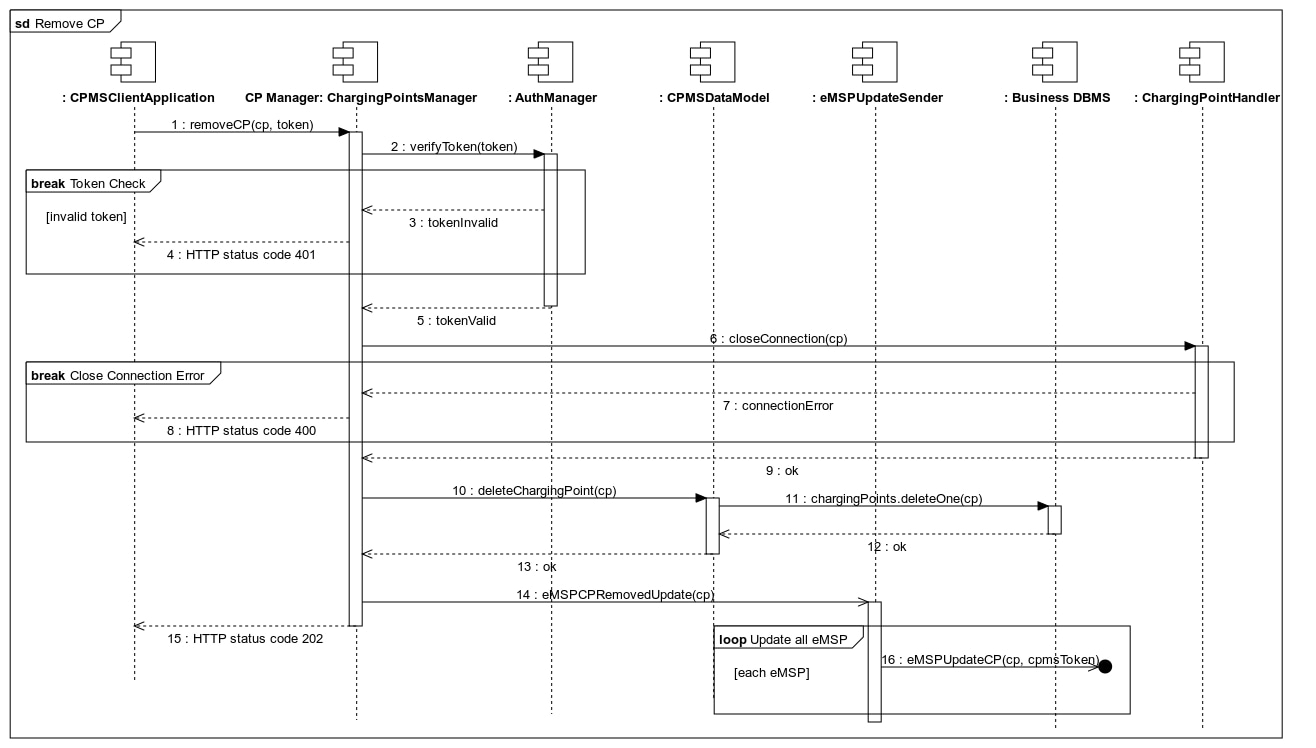 sd Remove CP
: CPMSClientApplication
CP Manager: ChargingPointsManager
: AuthManager
: CPMSDataModel
: eMSPUpdateSender
: Business DBMS
: ChargingPointHandler
1 : removeCP(cp, token)
2 : verifyToken(token)
break Token Check
[invalid token]
3 : tokenInvalid
4 : HTTP status code 401
5 : tokenValid
6 : closeConnection(cp)
break Close Connection Error
7 : connectionError
8 : HTTP status code 400
9 : ok
10 : deleteChargingPoint(cp)
11 : chargingPoints.deleteOne(cp)
12 : ok
13 : ok
14 : eMSPCPRemovedUpdate(cp)
15 : HTTP status code 202
loop Update all eMSP
16 : eMSPUpdateCP(cp, cpmsToken)
[each eMSP]